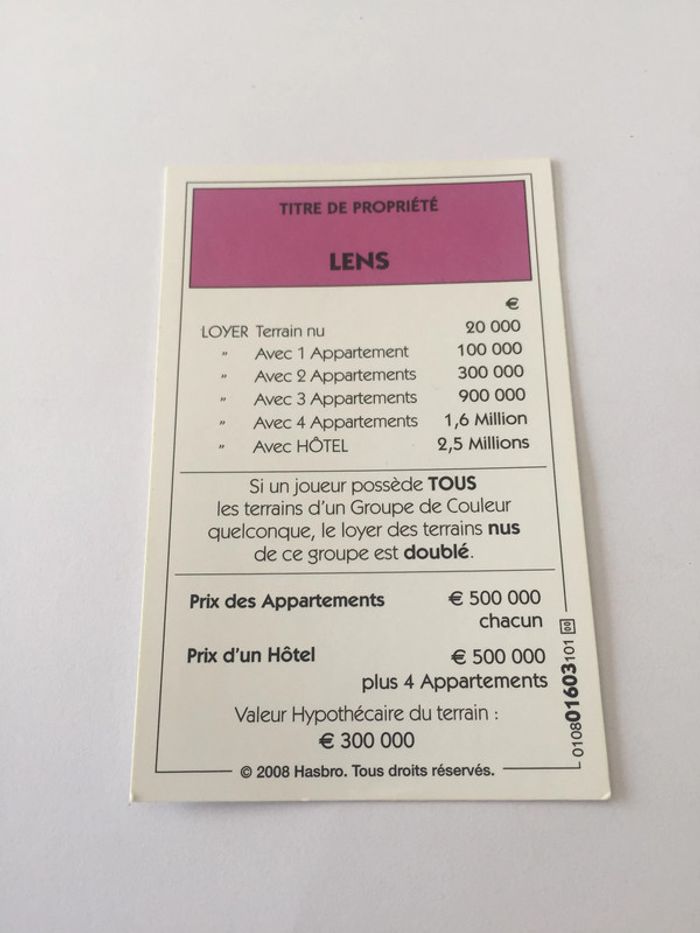 TITRE DE PROPRIÉTÉ
LENS
€
LOYER Terrain nu 20 000
" Avec 1 Appartement 100 000
" Avec 2 Appartements 300 000
" Avec 3 Appartements 900 000
" Avec 4 Appartements 1,6 Million
" Avec HÔTEL 2,5 Millions
Si un joueur possède TOUS
les terrains d'un Groupe de Couleur
quelconque, le loyer des terrains nus
de ce groupe est doublé.
Prix des Appartements € 500 000
chacun
Prix d'un Hôtel € 500 000
plus 4 Appartements
Valeur Hypothécaire du terrain :
€ 300 000
© 2008 Hasbro. Tous droits réservés.
010801603101